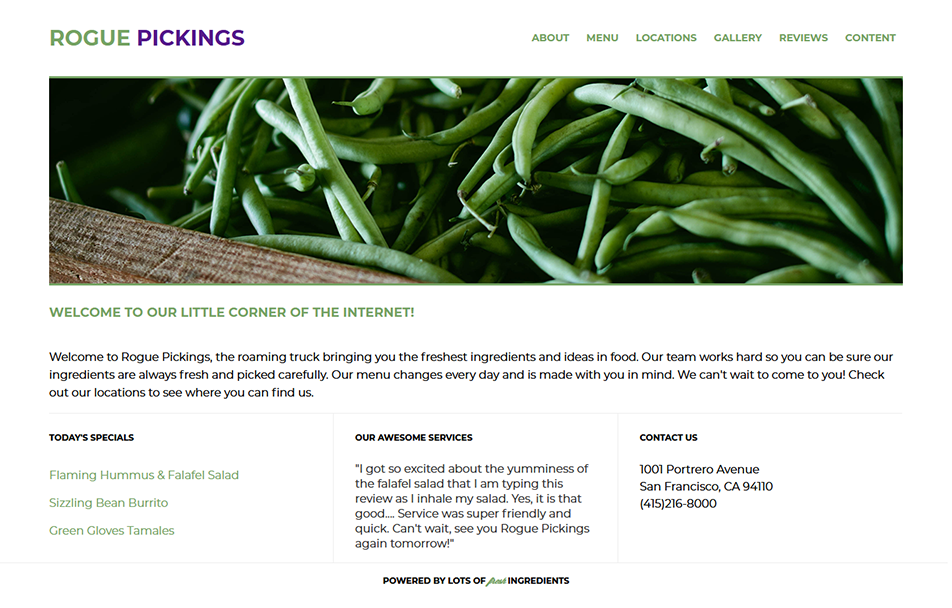 ROGUE PICKINGS
ABOUT MENU LOCATIONS GALLERY REVIEWS CONTENT
WELCOME TO OUR LITTLE CORNER OF THE INTERNET!
Welcome to Rogue Pickings, the roaming truck bringing you the freshest ingredients and ideas in food. Our team works hard so you can be sure our
ingredients are always fresh and picked carefully. Our menu changes every day and is made with you in mind. We can't wait to come to you! Check
out our locations to see where you can find us.
TODAY'S SPECIALS
Flaming Hummus & Falafel Salad
Sizzling Bean Burrito
Green Gloves Tamales
OUR AWESOME SERVICES
"I got so excited about the yumminess of
the falafel salad that I am typing this
review as I inhale my salad. Yes, it is that
good.... Service was super friendly and
quick. Can't wait, see you Rogue Pickings
again tomorrow!"
CONTACT US
1001 Portrero Avenue
San Francisco, CA 94110
(415)216-8000
POWERED BY LOTS OF INGREDIENTS